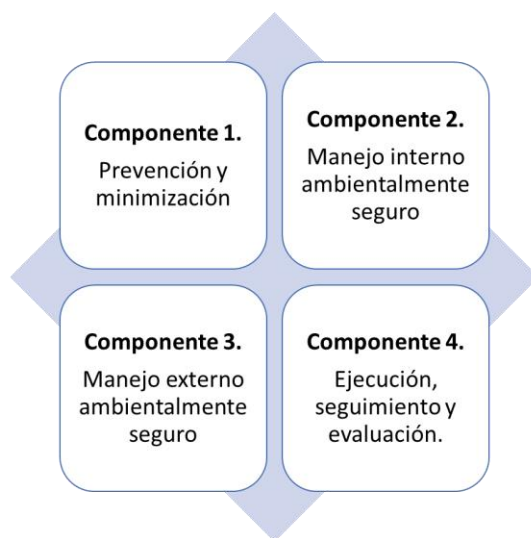 Componente 1.
Prevención y
minimización
Componente 2.
Manejo interno
ambientalmente
seguro
Componente 3.
Manejo externo
ambientalmente
seguro
Componente 4.
Ejecución,
seguimiento y
evaluación.